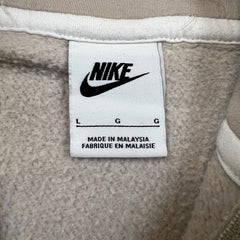 NIKE
L G G
MADE IN MALAYSIA
FABRIQUE EN MALAISIE